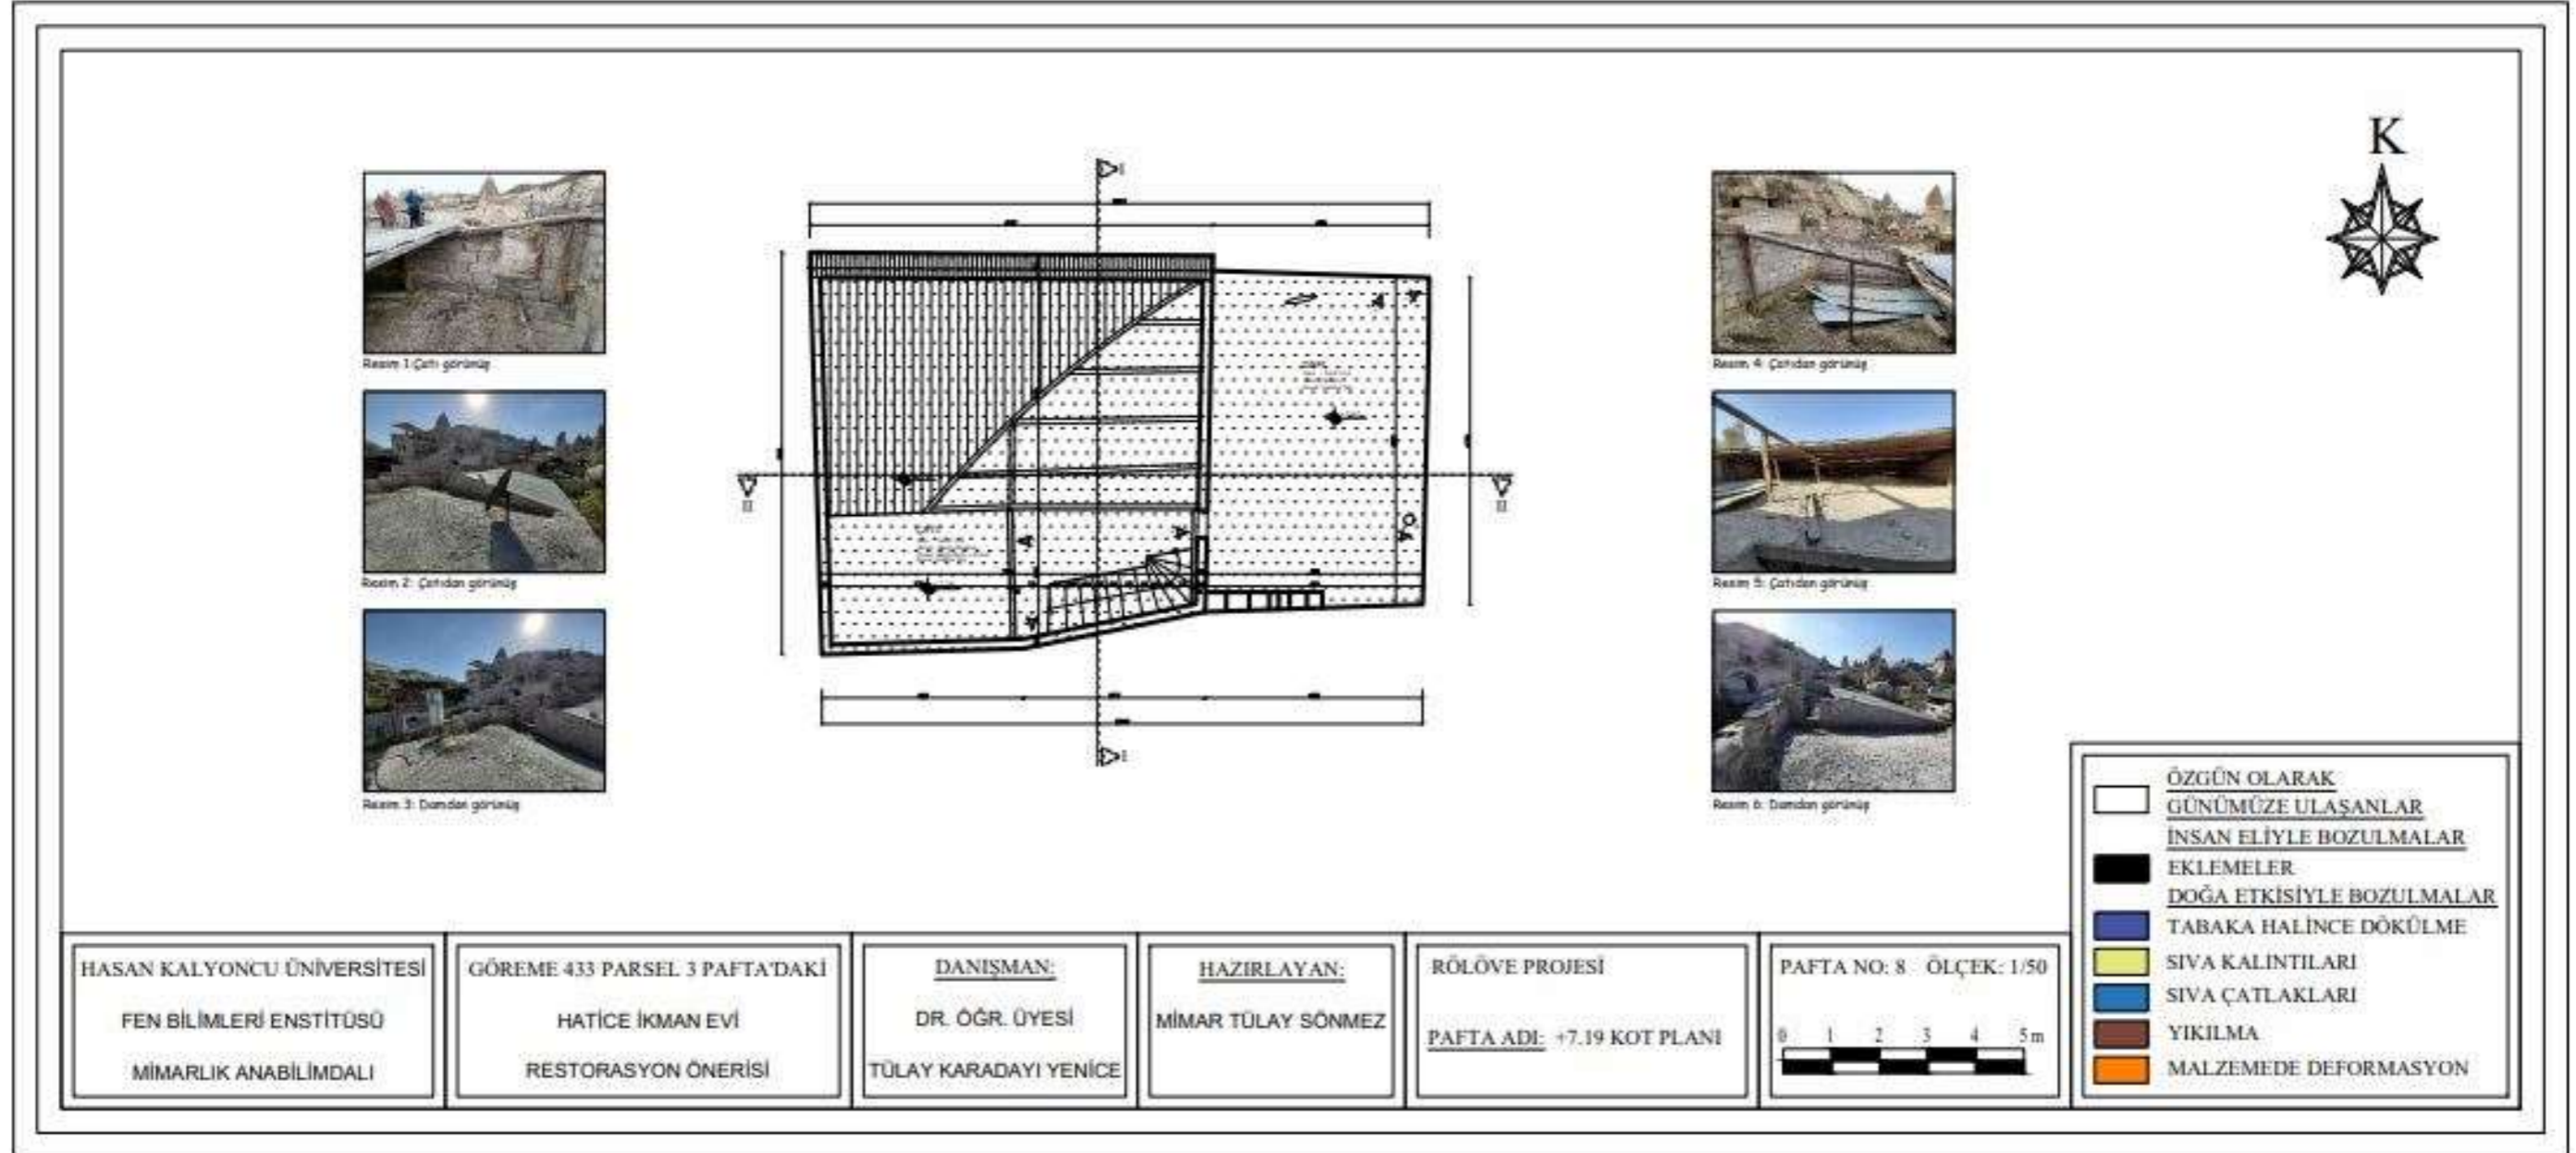 K
I
Resim 1:Çatı görünüş
Resim 2: Çatıdan görünüş
Resim 3: Damdan görünüş
Resim 4: Çatıdan görünüş
Resim 5: Çatıdan görünüş
Resim 6: Damdan görünüş
II
II
I
ÖZGÜN OLARAK
GÜNÜMÜZE ULAŞANLAR
İNSAN ELİYLE BOZULMALAR
EKLEMELER
DOĞA ETKİSİYLE BOZULMALAR
TABAKA HALİNCE DÖKÜLME
SIVA KALINTILARI
SIVA ÇATLAKLARI
YIKILMA
MALZEMEDE DEFORMASYON
HASAN KALYONCU ÜNİVERSİTESİ
FEN BİLİMLERİ ENSTİTÜSÜ
MİMARLIK ANABİLİMDALI
GÖREME 433 PARSEL 3 PAFTA'DAKİ
HATİCE İKMAN EVİ
RESTORASYON ÖNERİSİ
DANIŞMAN:
DR. ÖĞR. ÜYESİ
TÜLAY KARADAYI YENİCE
HAZIRLAYAN:
MİMAR TÜLAY SÖNMEZ
RÖLÖVE PROJESİ
PAFTA ADI: +7.19 KOT PLANI
PAFTA NO: 8 ÖLÇEK: 1/50
0 1 2 3 4 5 m